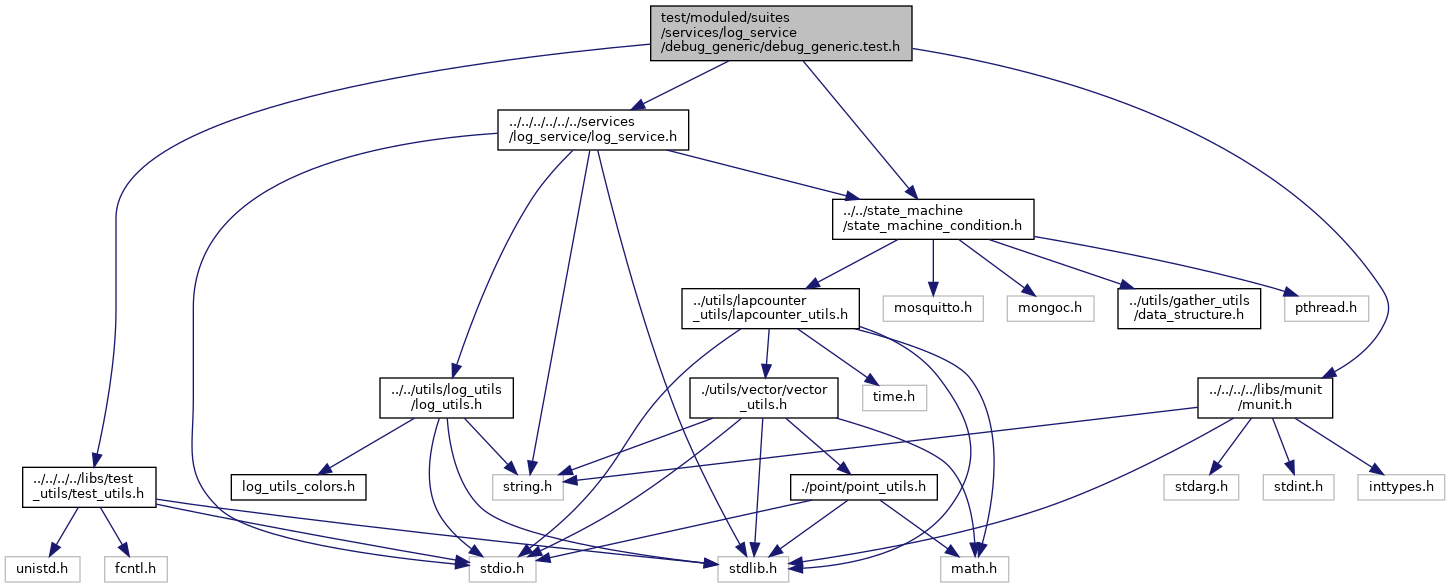 test/moduled/suites
/services/log_service
/debug_generic/debug_generic.test.h
../../../../../../services
/log_service/log_service.h
../../state_machine
/state_machine_condition.h
../utils/lapcounter
_utils/lapcounter_utils.h
mosquitto.h
mongoc.h
../utils/gather_utils
/data_structure.h
pthread.h
../../utils/log_utils
/log_utils.h
./utils/vector/vector
_utils.h
time.h
../../../../libs/munit
/munit.h
../../../../libs/test
_utils/test_utils.h
log_utils_colors.h
string.h
./point/point_utils.h
stdarg.h
stdint.h
inttypes.h
unistd.h
fcntl.h
stdio.h
stdlib.h
math.h